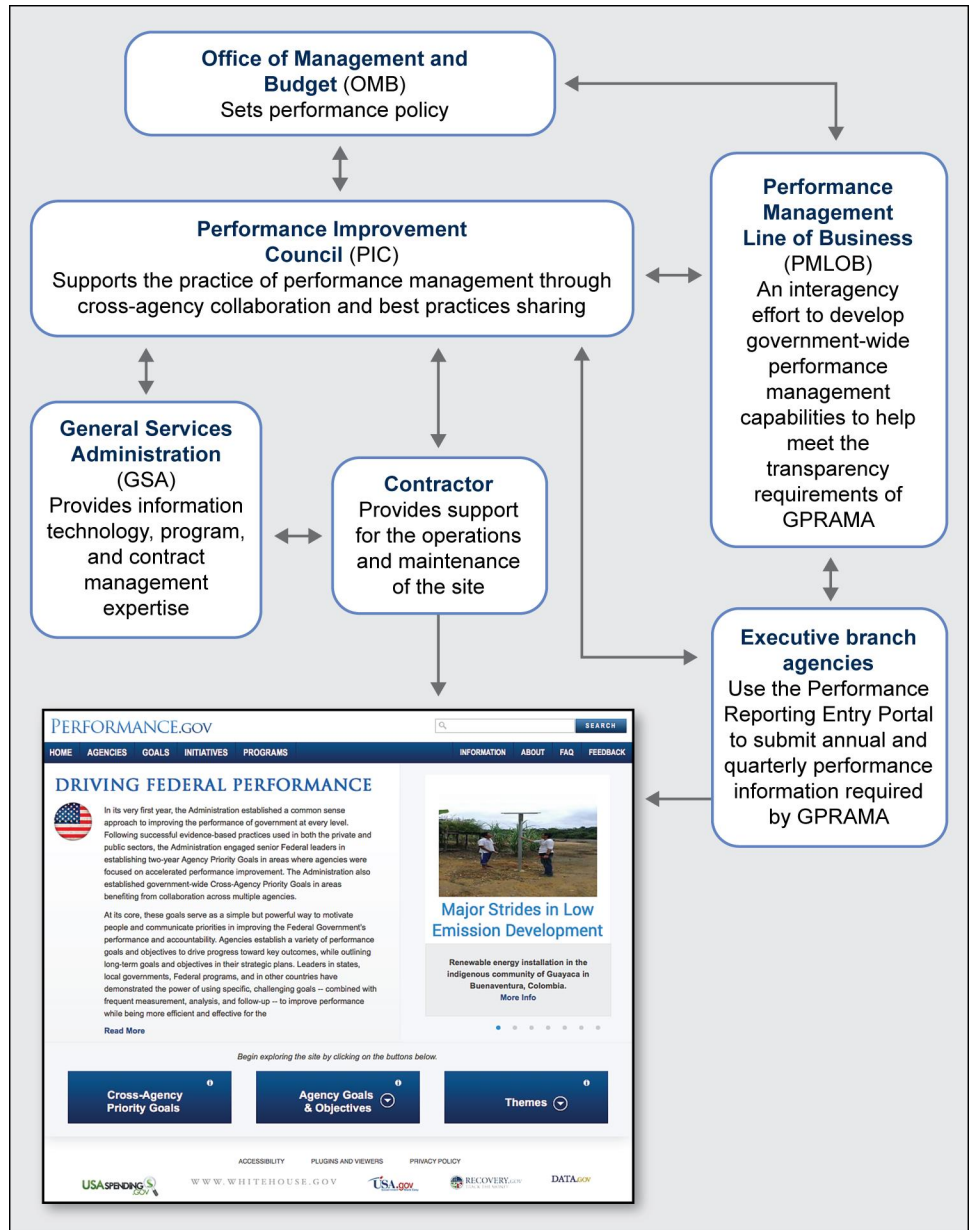 Office of Management and
Budget (OMB)
Sets performance policy
Performance Improvement
Council (PIC)
Supports the practice of performance management through
cross-agency collaboration and best practices sharing
Performance
Management
Line of Business
(PMLOB)
An interagency
effort to develop
government-wide
performance
management
capabilities to help
meet the
transparency
requirements of
GPRAMA
General Services
Administration
(GSA)
Provides information
technology, program,
and contract
management
expertise
Contractor
Provides support
for the operations
and maintenance
of the site
Executive branch
agencies
Use the Performance
Reporting Entry Portal
to submit annual and
quarterly performance
information required
by GPRAMA
PERFORMANCE.GOV
SEARCH
HOME AGENCIES GOALS INITIATIVES PROGRAMS INFORMATION ABOUT FAQ FEEDBACK
DRIVING FEDERAL PERFORMANCE
In its very first year, the Administration established a common sense
approach to improving the performance of government at every level.
Following successful evidence-based practices used in both the private and
public sectors, the Administration engaged senior Federal leaders in
establishing two-year Agency Priority Goals in areas where agencies were
focused on accelerated performance improvement. The Administration also
established government-wide Cross-Agency Priority Goals in areas
benefiting from collaboration across multiple agencies.
At its core, these goals serve as a simple but powerful way to motivate
people and communicate priorities in improving the Federal Government's
performance and accountability. Agencies establish a variety of performance
goals and objectives to drive progress toward key outcomes, while outlining
long-term goals and objectives in their strategic plans. Leaders in states,
local governments, Federal programs, and in other countries have
demonstrated the power of using specific, challenging goals -- combined with
frequent measurement, analysis, and follow-up -- to improve performance
while being more efficient and effective for the
Read More
Major Strides in Low
Emission Development
Renewable energy installation in the
indigenous community of Guayaca in
Buenaventura, Colombia.
More Info
Begin exploring the site by clicking on the buttons below.
Cross-Agency
Priority Goals
Agency Goals
& Objectives
Themes
ACCESSIBILITY PLUGINS AND VIEWERS PRIVACY POLICY
USASPENDING.GOV WWW.WHITEHOUSE.GOV USA.gov RECOVERY.GOV DATA.GOV